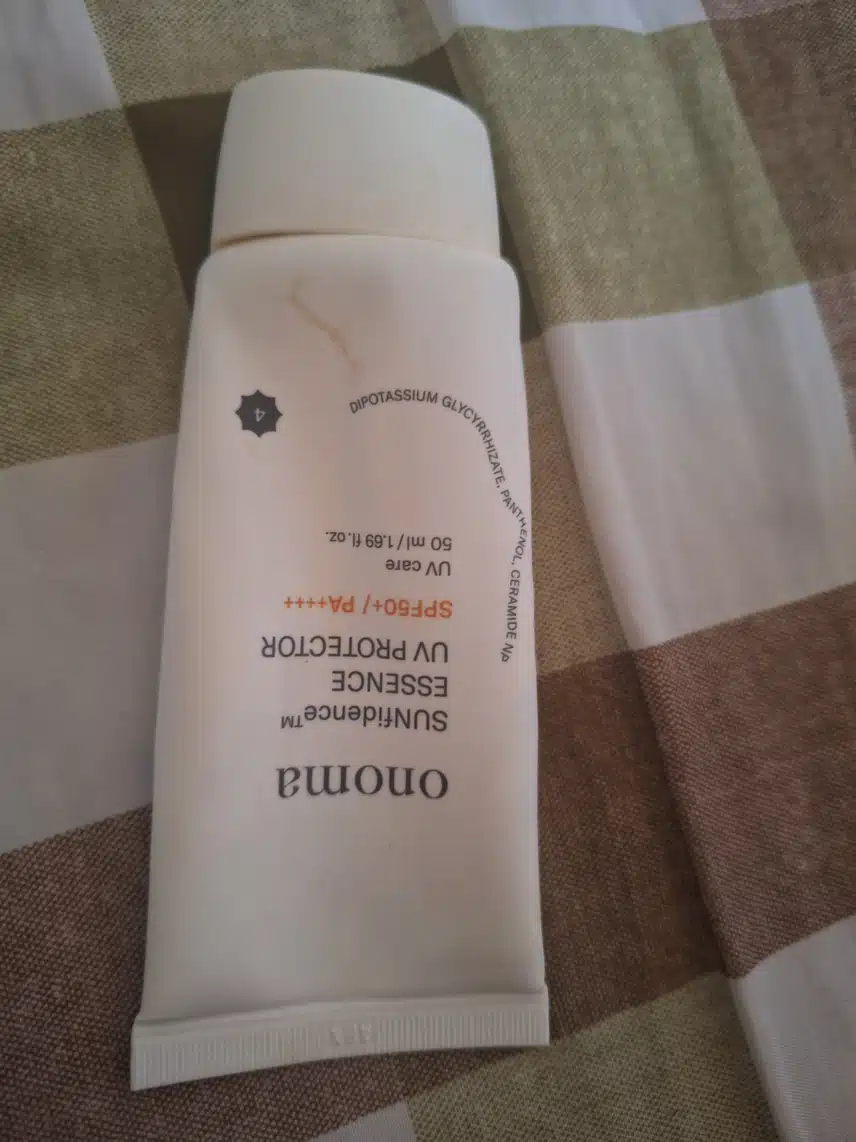 onoma
SUNfidence™
ESSENCE
UV PROTECTOR
SPF50+/ PA++++
UV care
50 ml / 1.69 fl. oz.
DIPOTASSIUM GLYCYRRHIZATE, PANTHENOL, CERAMIDE NP
4